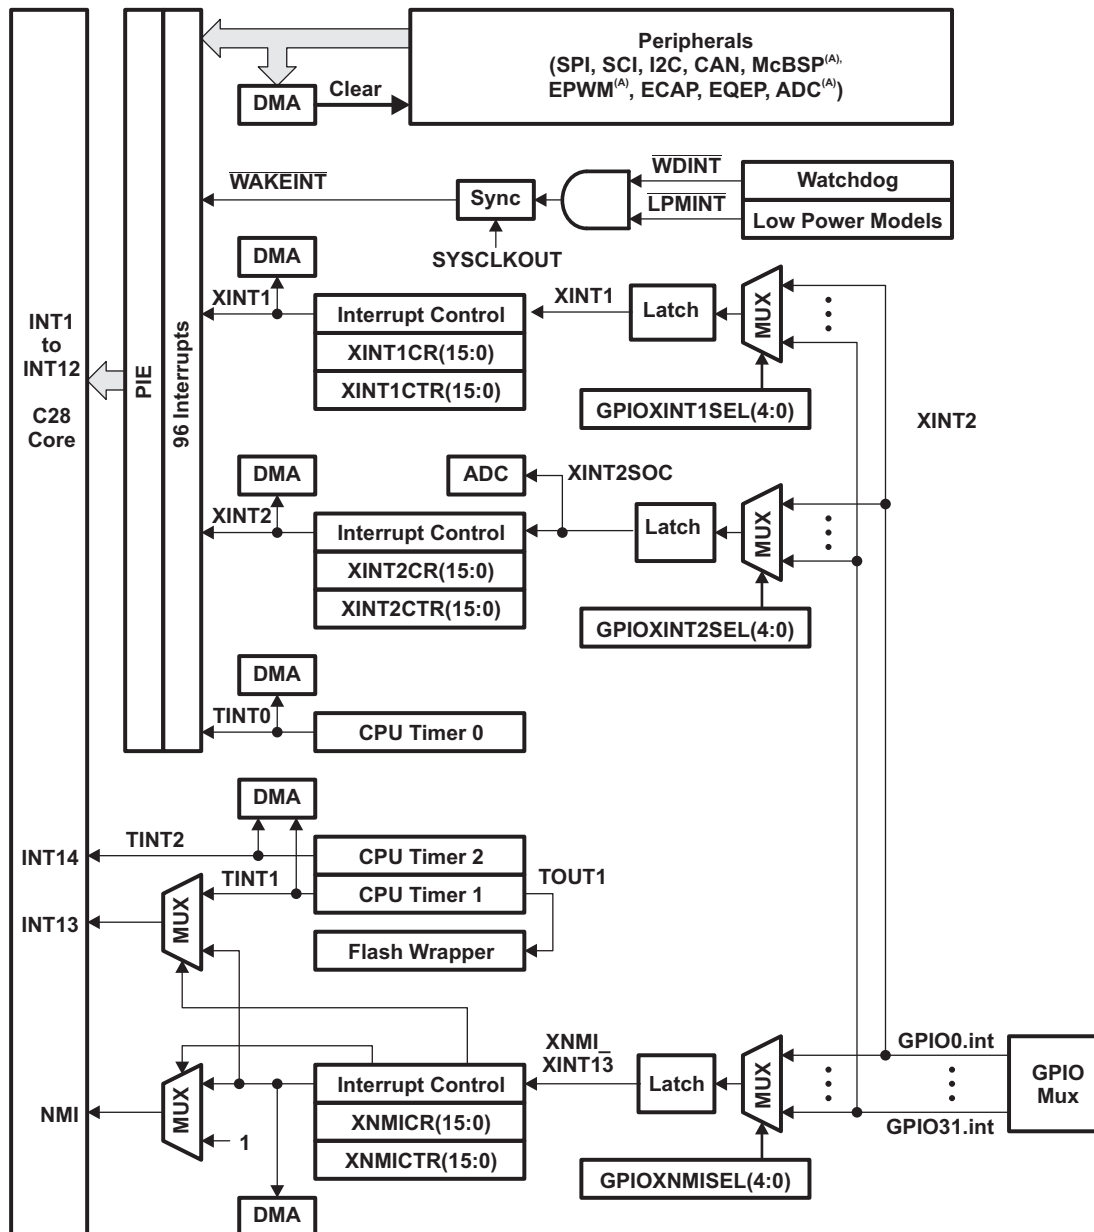 Peripherals
(SPI, SCI, I2C, CAN, McBSP(A),
EPWM(A), ECAP, EQEP, ADC(A))
DMA
Clear
WAKEINT
Sync
SYSCLKOUT
WDINT
LPMINT
Watchdog
Low Power Models
DMA
XINT1
Interrupt Control
XINT1CR(15:0)
XINT1CTR(15:0)
XINT1
Latch
MUX
GPIOXINT1SEL(4:0)
INT1
to
INT12
C28
Core
PIE
96 Interrupts
XINT2
DMA
XINT2
Interrupt Control
XINT2CR(15:0)
XINT2CTR(15:0)
ADC
XINT2SOC
Latch
MUX
GPIOXINT2SEL(4:0)
DMA
TINT0
CPU Timer 0
DMA
INT14
TINT2
CPU Timer 2
TINT1
CPU Timer 1
TOUT1
Flash Wrapper
INT13
MUX
NMI
MUX
1
Interrupt Control
XNMICR(15:0)
XNMICTR(15:0)
DMA
XNMI_
XINT13
Latch
MUX
GPIOXNMISEL(4:0)
GPIO0.int
GPIO31.int
GPIO
Mux